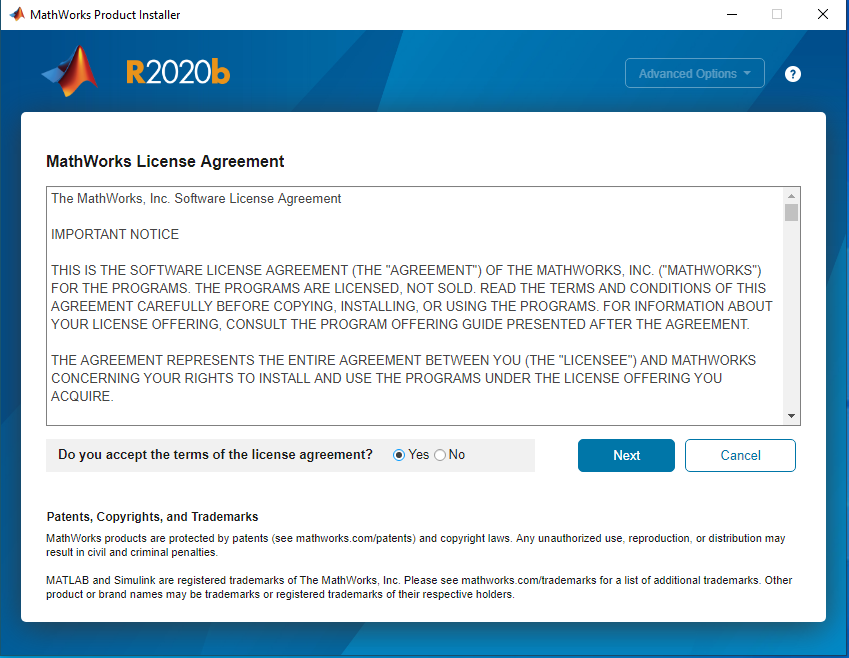 MathWorks Product Installer
R2020b
Advanced Options
?
MathWorks License Agreement
The MathWorks, Inc. Software License Agreement
IMPORTANT NOTICE
THIS IS THE SOFTWARE LICENSE AGREEMENT (THE "AGREEMENT") OF THE MATHWORKS, INC. ("MATHWORKS")
FOR THE PROGRAMS. THE PROGRAMS ARE LICENSED, NOT SOLD. READ THE TERMS AND CONDITIONS OF THIS
AGREEMENT CAREFULLY BEFORE COPYING, INSTALLING, OR USING THE PROGRAMS. FOR INFORMATION ABOUT
YOUR LICENSE OFFERING, CONSULT THE PROGRAM OFFERING GUIDE PRESENTED AFTER THE AGREEMENT.
THE AGREEMENT REPRESENTS THE ENTIRE AGREEMENT BETWEEN YOU (THE "LICENSEE") AND MATHWORKS
CONCERNING YOUR RIGHTS TO INSTALL AND USE THE PROGRAMS UNDER THE LICENSE OFFERING YOU
ACQUIRE.
Do you accept the terms of the license agreement? Yes No
Next
Cancel
Patents, Copyrights, and Trademarks
MathWorks products are protected by patents (see mathworks.com/patents) and copyright laws. Any unauthorized use, reproduction, or distribution may
result in civil and criminal penalties.
MATLAB and Simulink are registered trademarks of The MathWorks, Inc. Please see mathworks.com/trademarks for a list of additional trademarks. Other
product or brand names may be trademarks or registered trademarks of their respective holders.